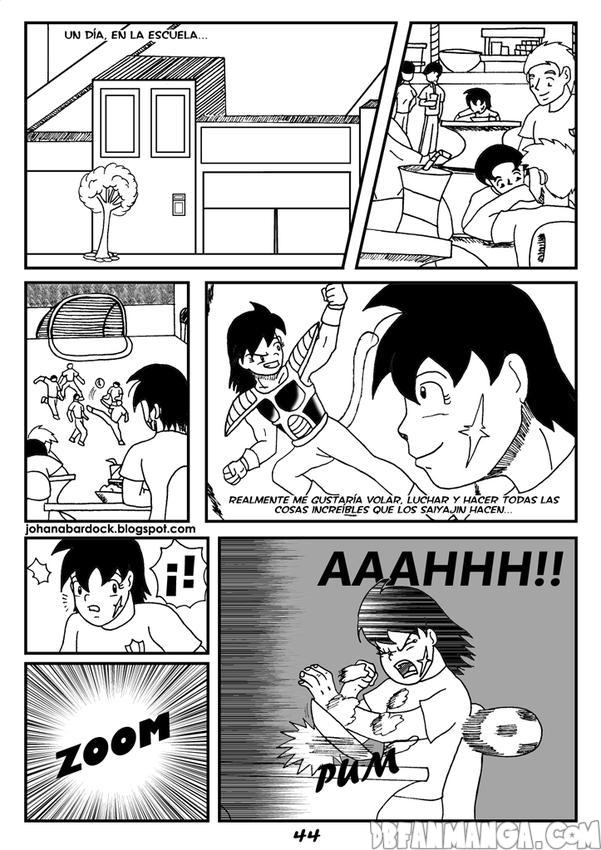 UN DÍA, EN LA ESCUELA...
REALMENTE ME GUSTARÍA VOLAR, LUCHAR Y HACER TODAS LAS
COSAS INCREÍBLES QUE LOS SAIYAJIN HACEN...
johanabardock.blogspot.com
¡!
AAAHHH!!
ZOOM
PUM
44
DBFANMANGA.COM